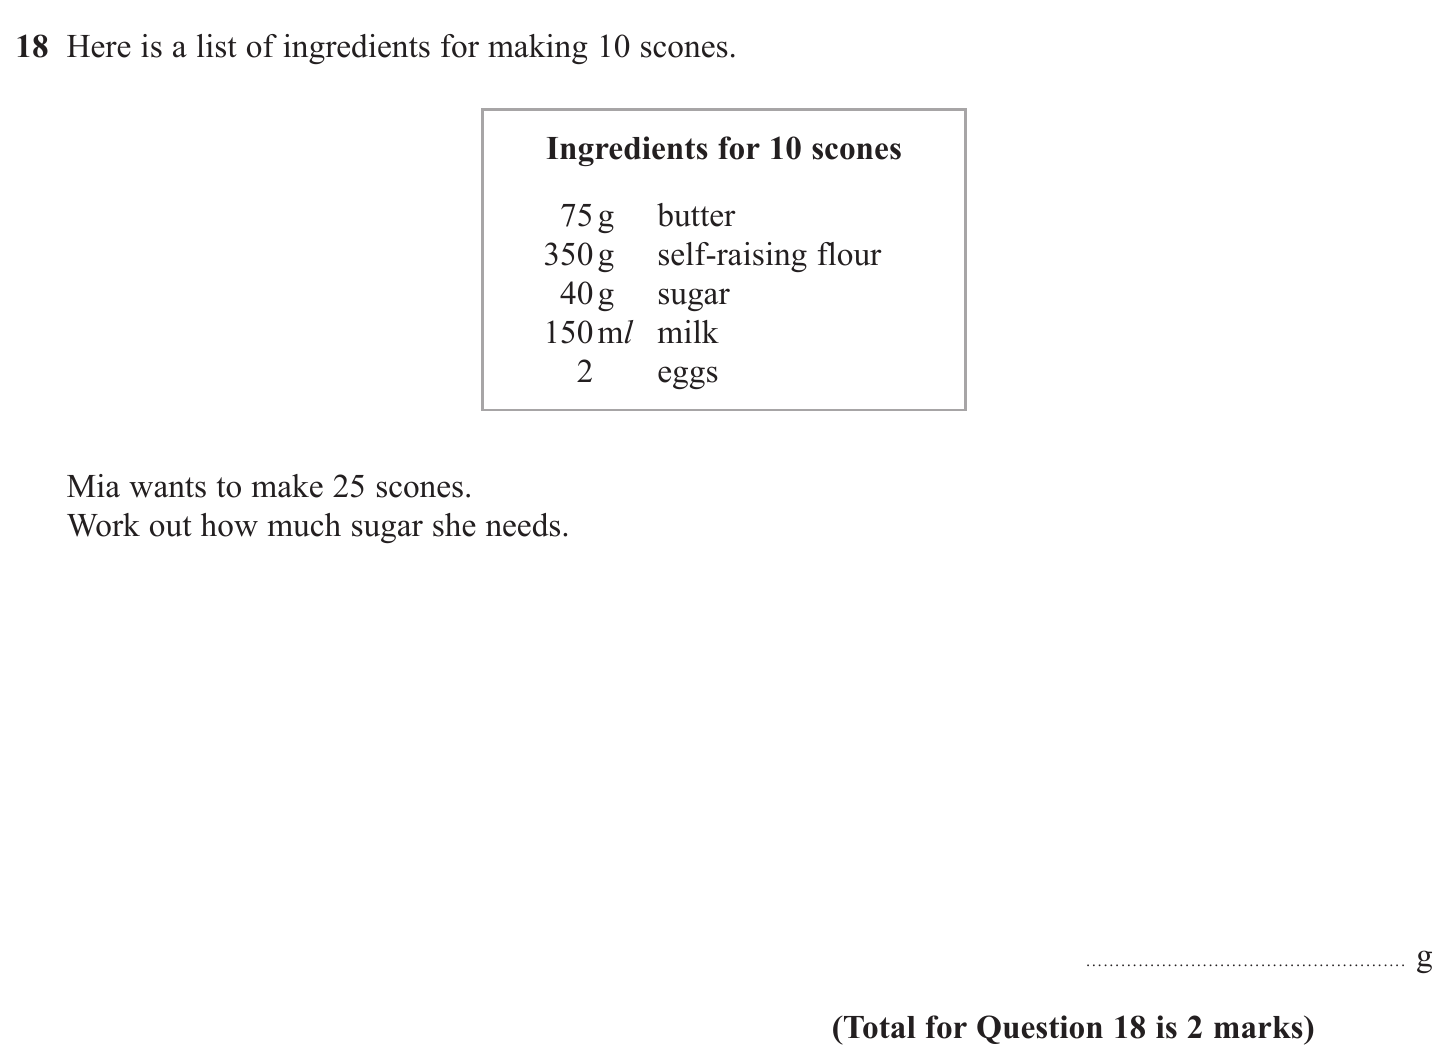 18 Here is a list of ingredients for making 10 scones.
Ingredients for 10 scones
75 g butter
350 g self-raising flour
40 g sugar
150 ml milk
2 eggs
Mia wants to make 25 scones.
Work out how much sugar she needs.
...................................................... g
(Total for Question 18 is 2 marks)